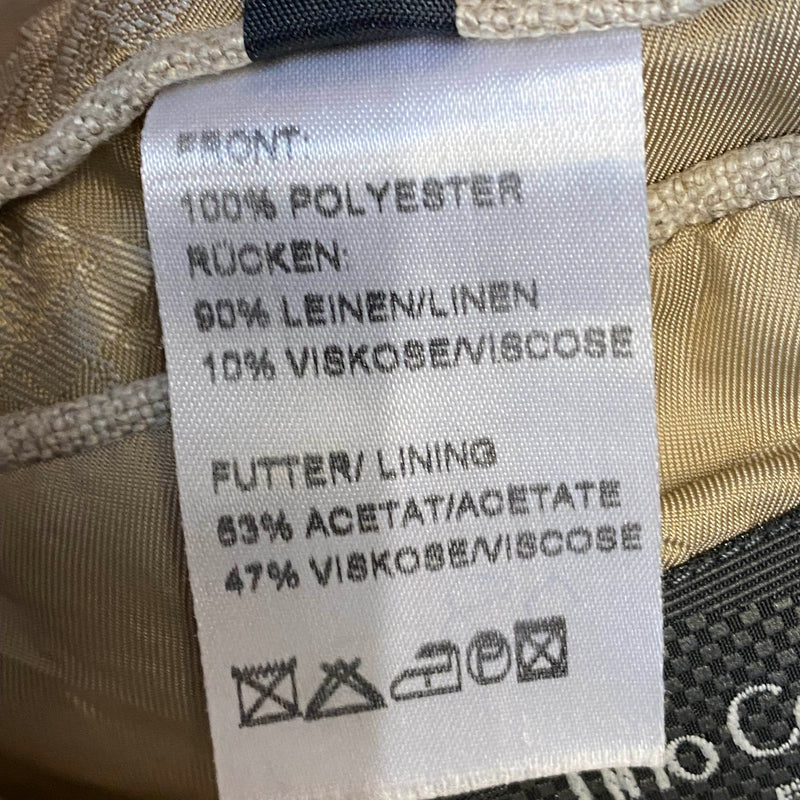 FRONT:
100% POLYESTER
RÜCKEN:
90% LEINEN/LINEN
10% VISKOSE/VISCOSE
FUTTER/ LINING
53% ACETAT/ACETATE
47% VISKOSE/VISCOSE
P